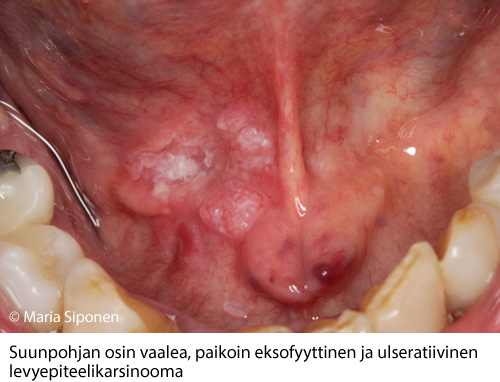 © Maria Siponen
Suunpohjan osin vaalea, paikoin eksofyyttinen ja ulseratiivinen
levyepiteelikarsinooma